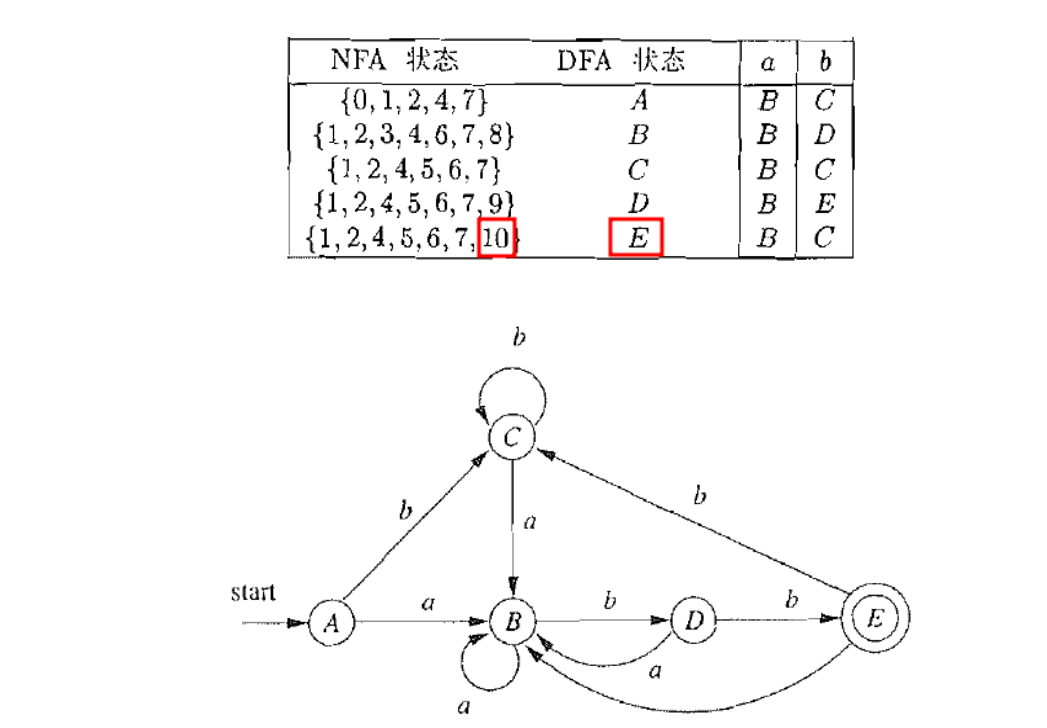 NFA 状态 DFA 状态 a b
{0, 1, 2, 4, 7} A B C
{1, 2, 3, 4, 6, 7, 8} B B D
{1, 2, 4, 5, 6, 7} C B C
{1, 2, 4, 5, 6, 7, 9} D B E
{1, 2, 4, 5, 6, 7, 10} E B C
b
C
b
b
a
start
a
b
b
A
B
D
E
a
a